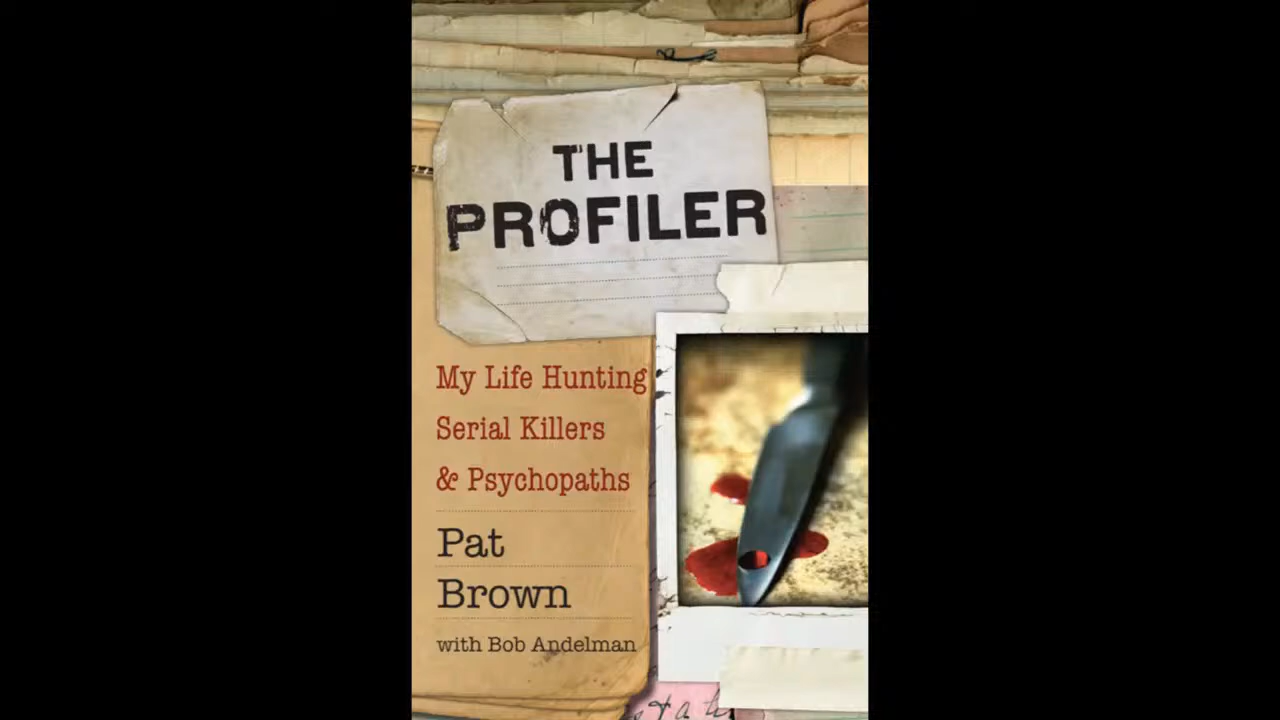 THE
PROFILER
My Life Hunting
Serial Killers
& Psychopaths
Pat
Brown
with Bob Andelman